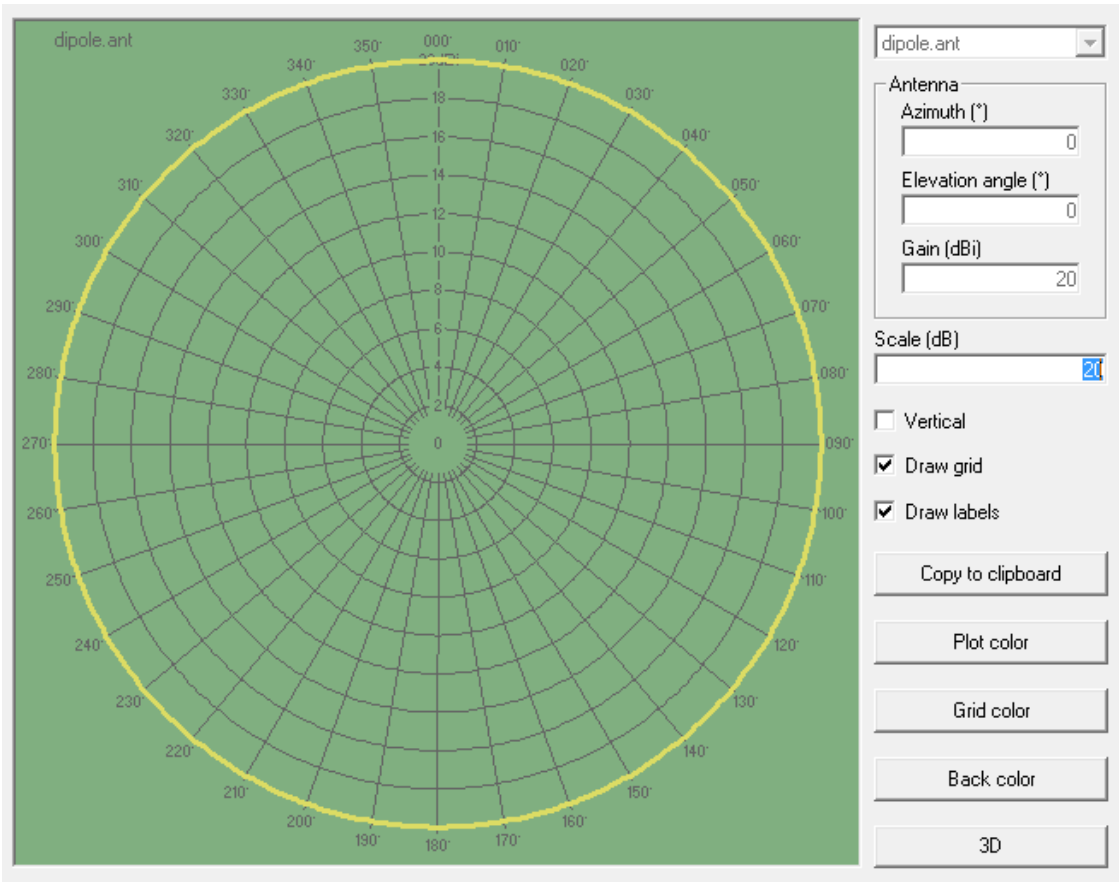 dipole.ant
000°
350° 010°
340° 20dBi 020°
330° 18 030°
320° 16 040°
310° 14 050°
12
300° 10 060°
290° 8 070°
6
280° 4 080°
2
270° 0 090°
260° 100°
250° 110°
240° 120°
230° 130°
220° 140°
210° 150°
200° 160°
190° 180° 170°
dipole.ant
Antenna
Azimuth (°)
0
Elevation angle (°)
0
Gain (dBi)
20
Scale (dB)
20
Vertical
Draw grid
Draw labels
Copy to clipboard
Plot color
Grid color
Back color
3D